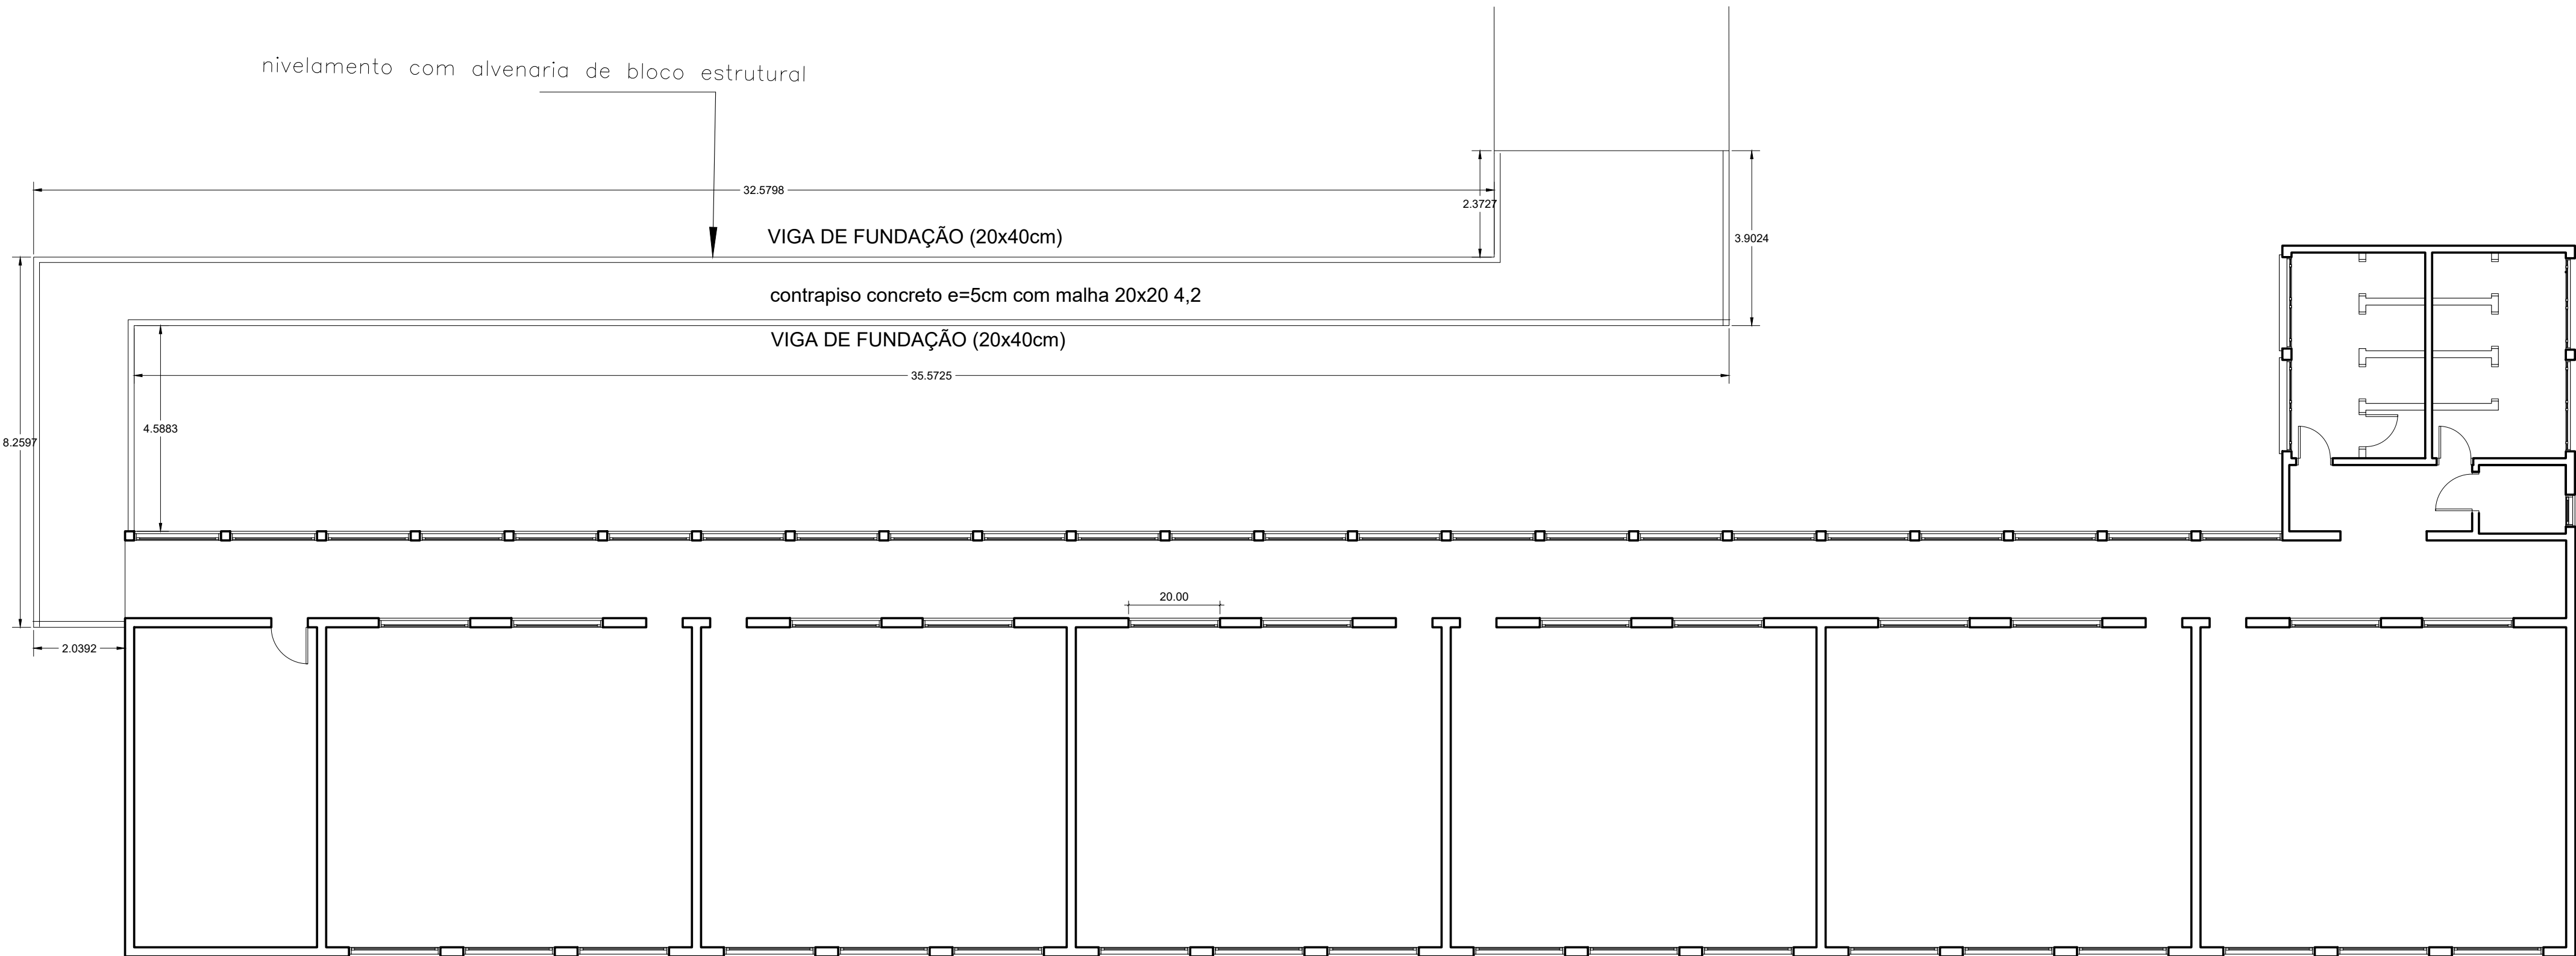 nivelamento com alvenaria de bloco estrutural
32.5798
2.3727
VIGA DE FUNDAÇÃO (20x40cm)
3.9024
contrapiso concreto e=5cm com malha 20x20 4,2
VIGA DE FUNDAÇÃO (20x40cm)
35.5725
4.5883
8.2597
20.00
2.0392